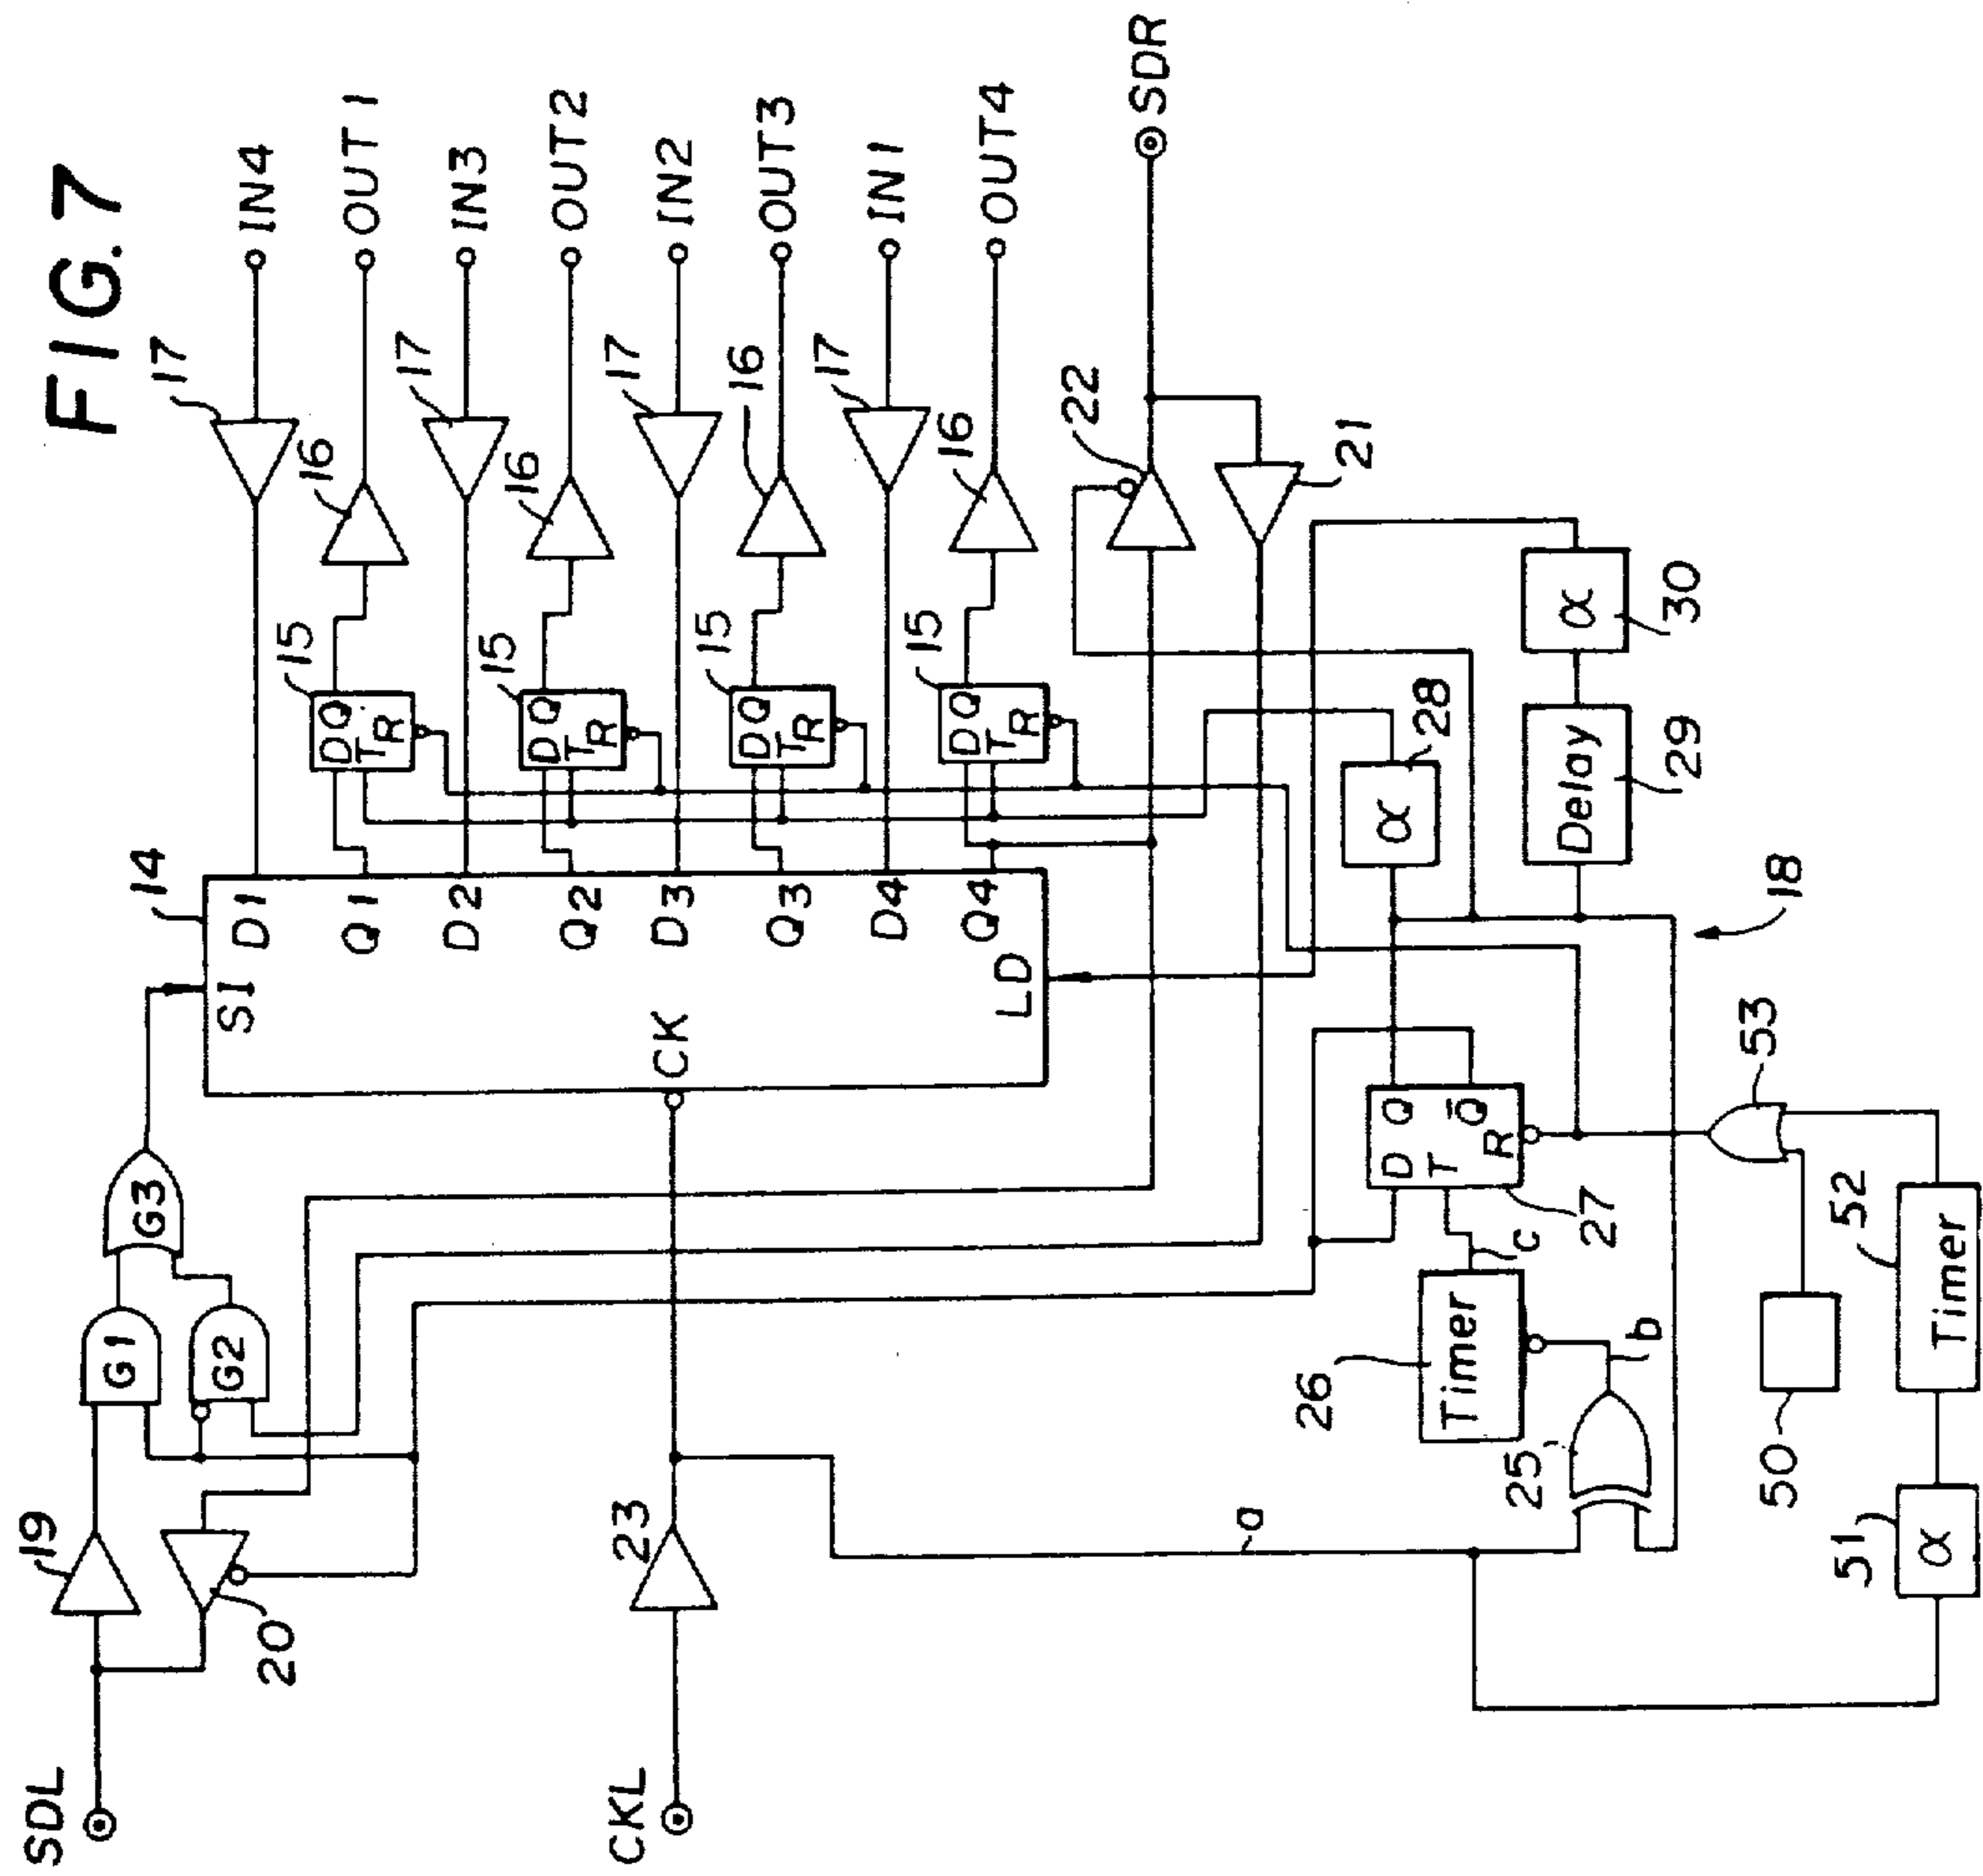 FIG. 7
SDL
19
20
G1
G2
G3
14
SI
D1
Q1
D2
Q2
D3
Q3
D4
Q4
CK
LD
17
IN4
15
D Q
T
R
16
OUT1
17
IN3
15
D Q
T
R
16
OUT2
17
IN2
15
D Q
T
R
16
OUT3
17
IN1
15
D Q
T
R
16
OUT4
22
SDR
21
CKL
23
a
25
b
26
Timer
c
D Q
T Q̄
R
27
α
28
Delay
29
α
30
18
53
50
51
α
52
Timer